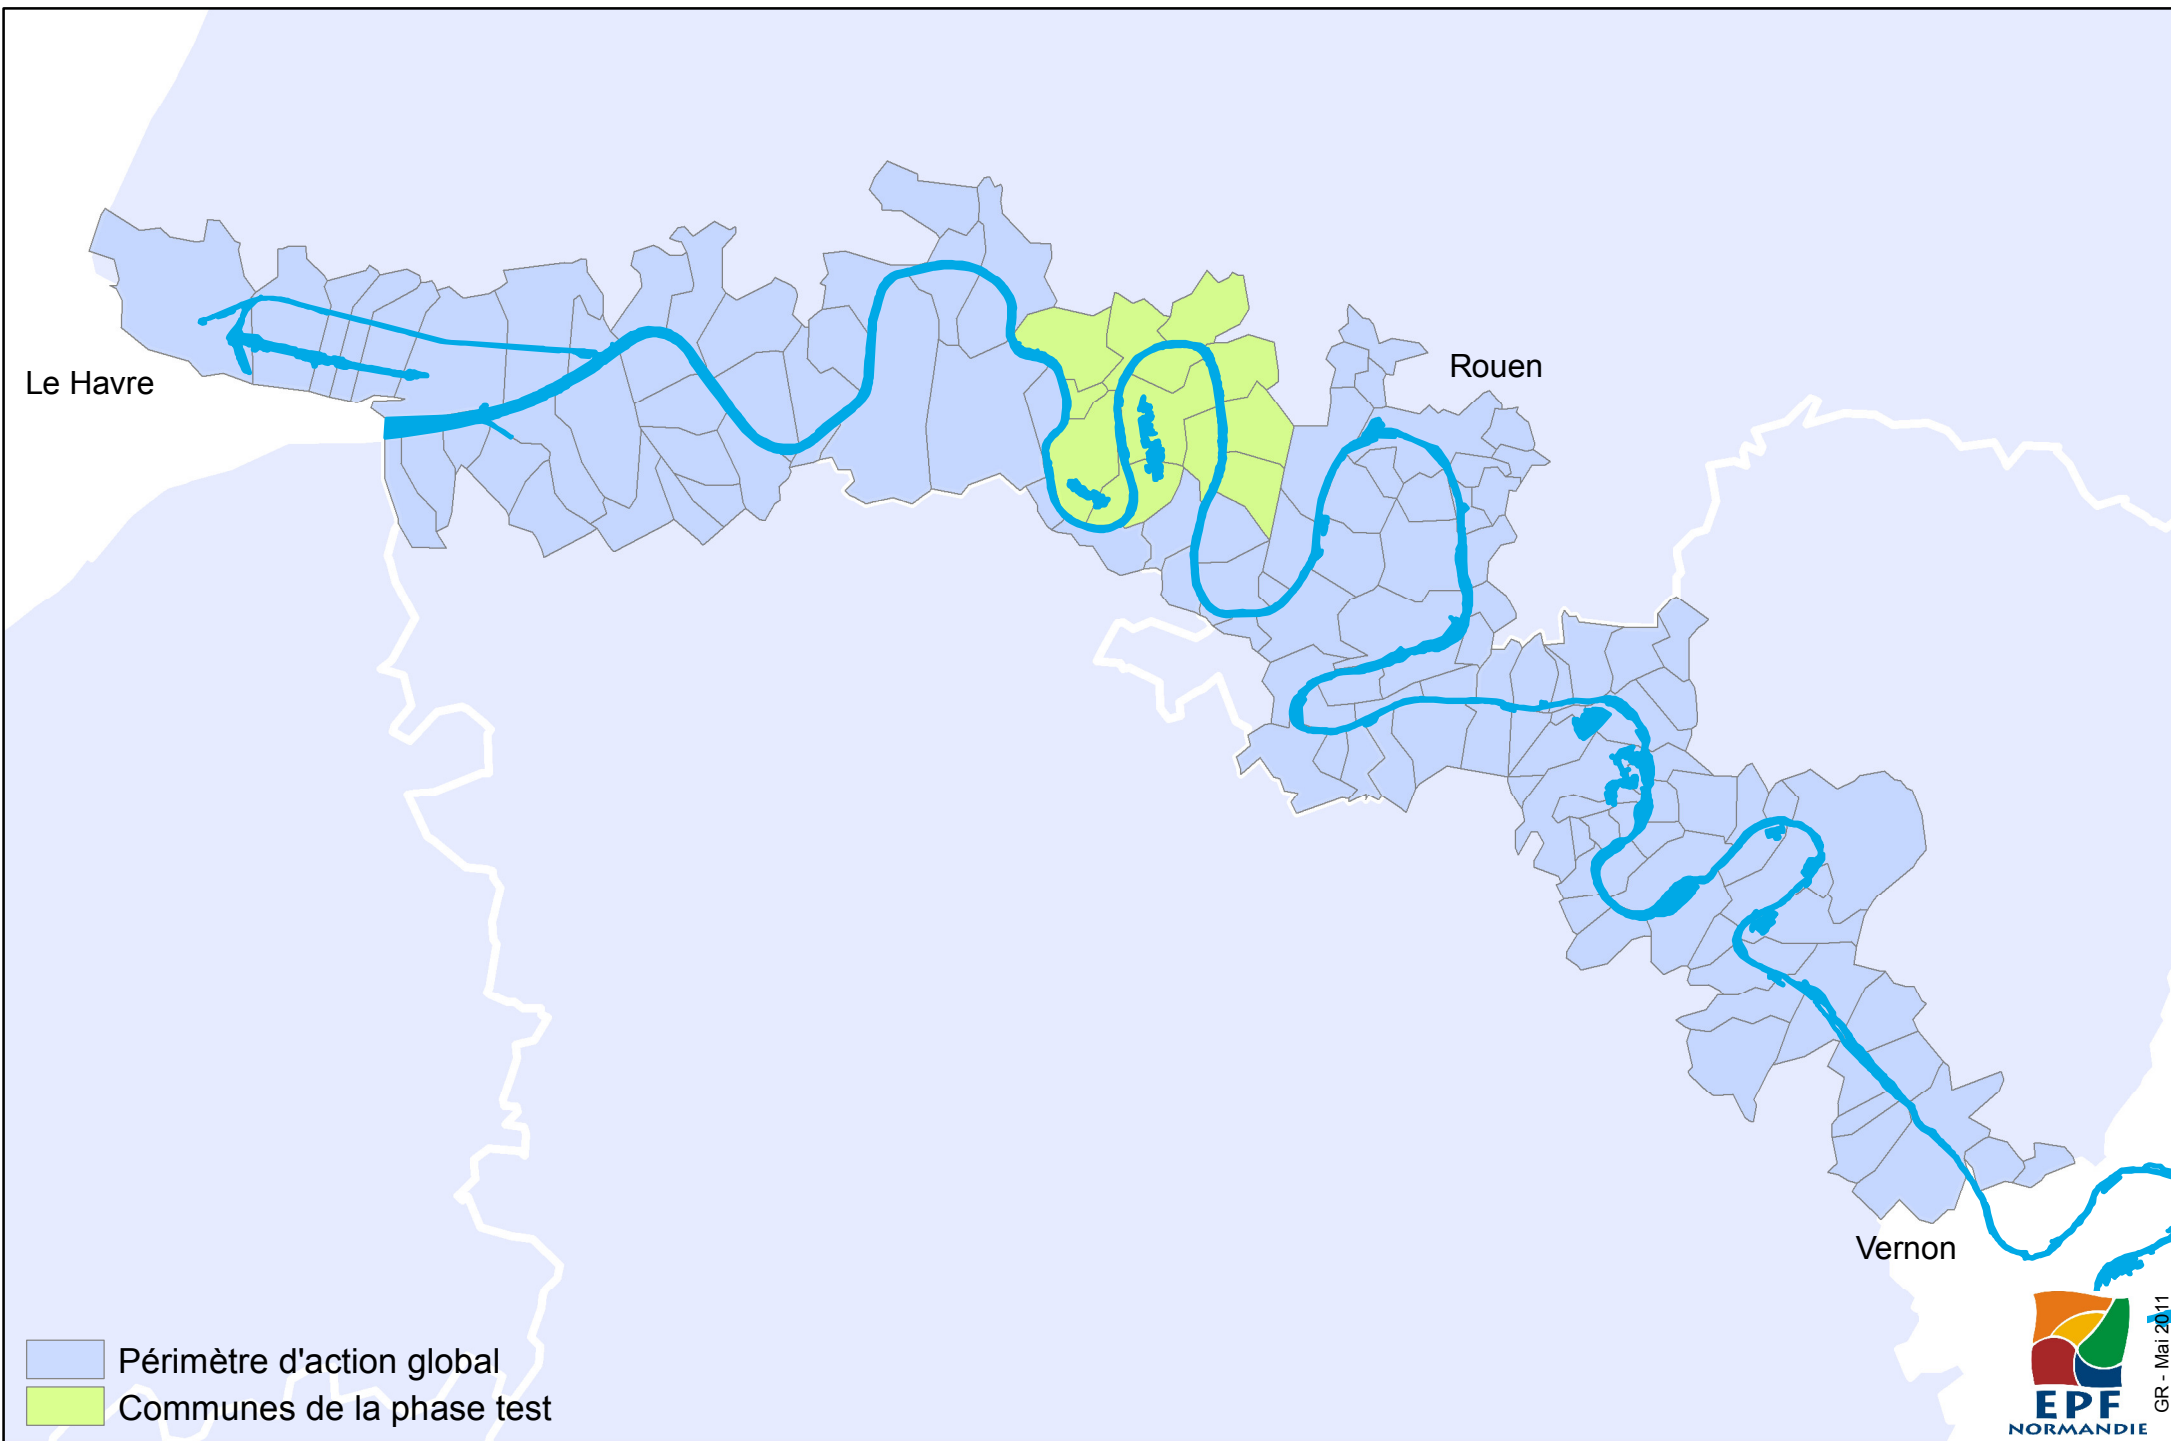 Rouen
Le Havre
Vernon
Périmètre d'action global
Communes de la phase test
EPF
NORMANDIE
GR - Mai 2011